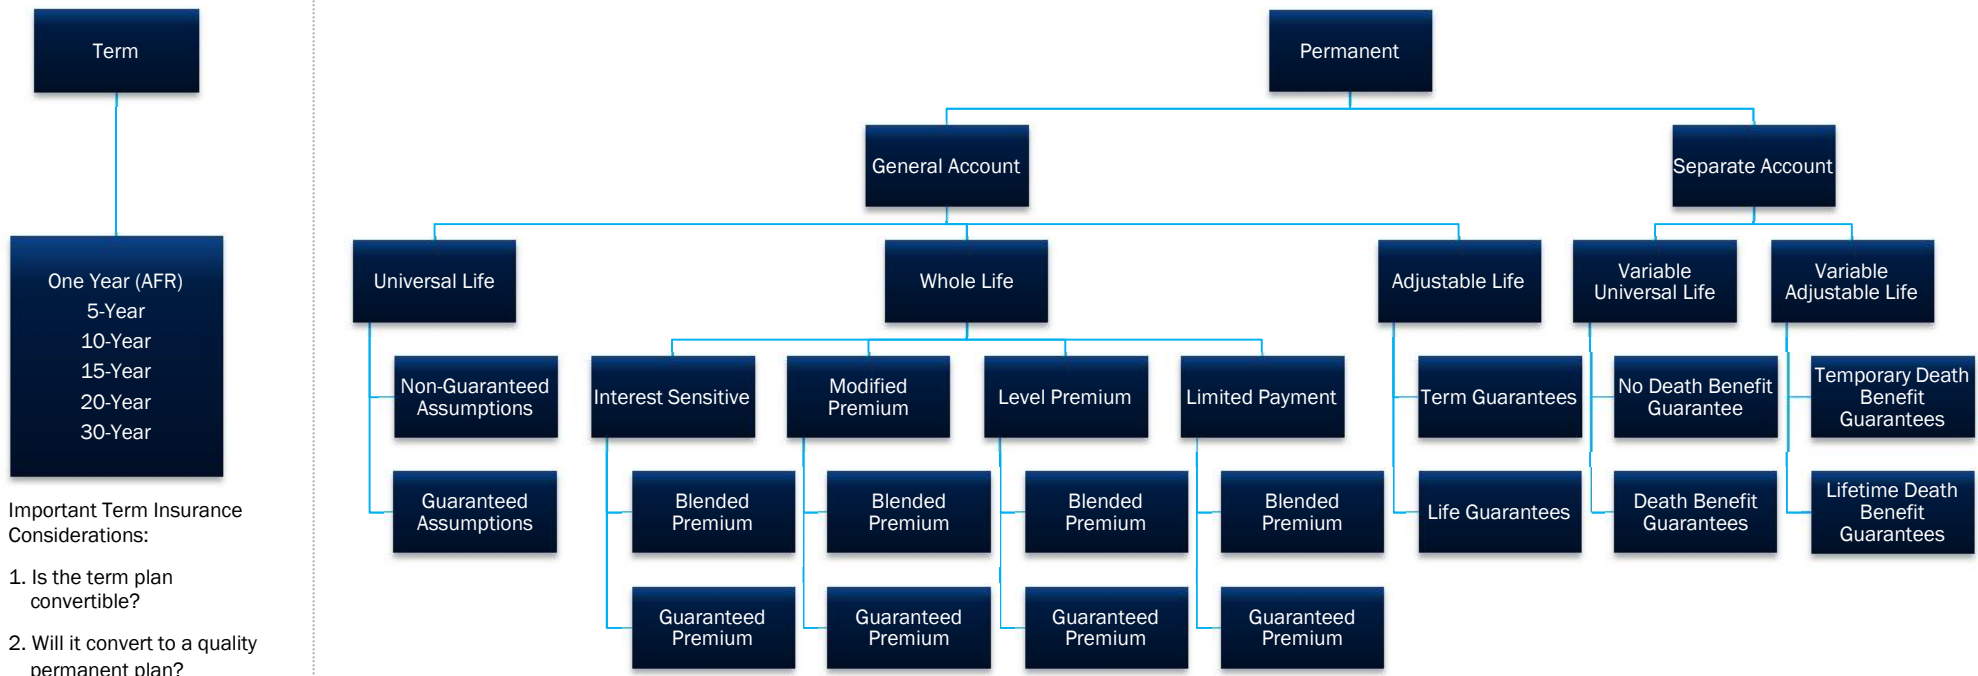 Term
One Year (AFR)
5-Year
10-Year
15-Year
20-Year
30-Year
Important Term Insurance
Considerations:
1. Is the term plan
convertible?
2. Will it convert to a quality
permanent plan?
Permanent
General Account
Separate Account
Universal Life
Whole Life
Adjustable Life
Variable
Universal Life
Variable
Adjustable Life
Non-Guaranteed
Assumptions
Interest Sensitive
Modified
Premium
Level Premium
Limited Payment
Term Guarantees
No Death Benefit
Guarantee
Temporary Death
Benefit
Guarantees
Guaranteed
Assumptions
Blended
Premium
Blended
Premium
Blended
Premium
Blended
Premium
Life Guarantees
Death Benefit
Guarantees
Lifetime Death
Benefit
Guarantees
Guaranteed
Premium
Guaranteed
Premium
Guaranteed
Premium
Guaranteed
Premium